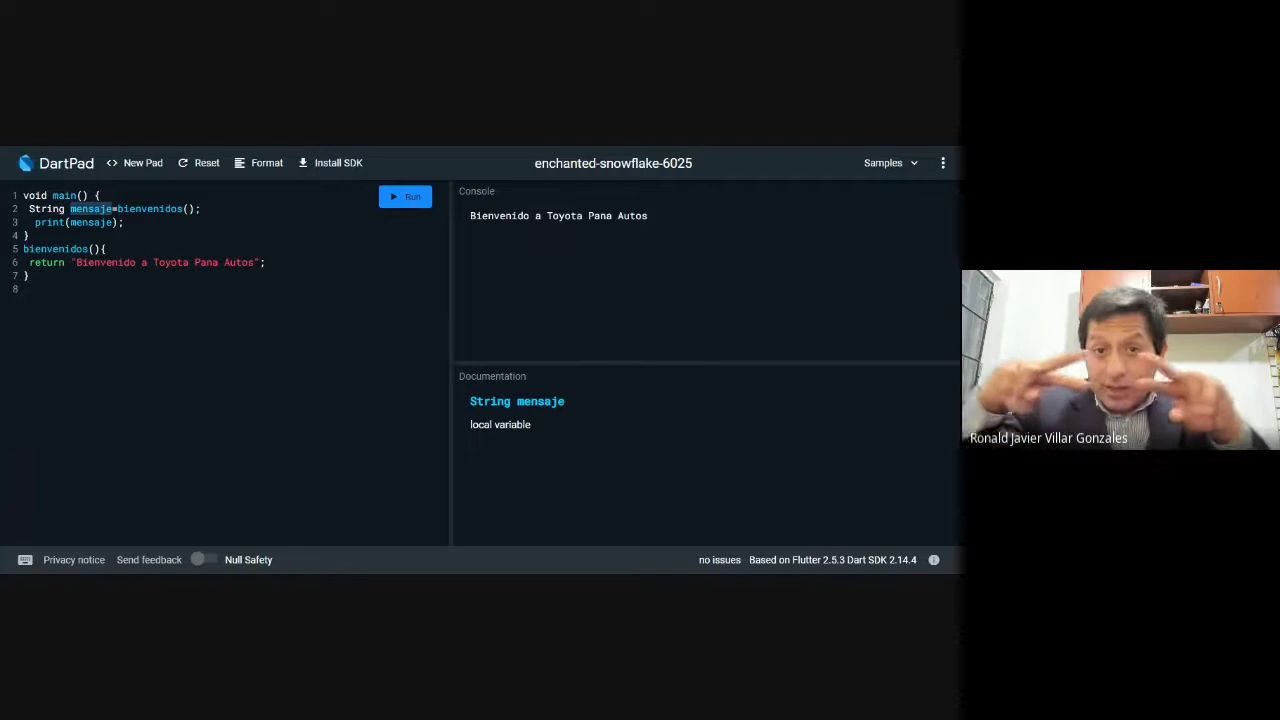 DartPad
New Pad
Reset
Format
Install SDK
enchanted-snowflake-6025
Samples
1 void main() {
2 String mensaje=bienvenidos();
3 print(mensaje);
4 }
5 bienvenidos(){
6 return "Bienvenido a Toyota Pana Autos";
7 }
8
Run
Console
Bienvenido a Toyota Pana Autos
Documentation
String mensaje
local variable
Ronald Javier Villar Gonzales
Privacy notice
Send feedback
Null Safety
no issues
Based on Flutter 2.5.3 Dart SDK 2.14.4